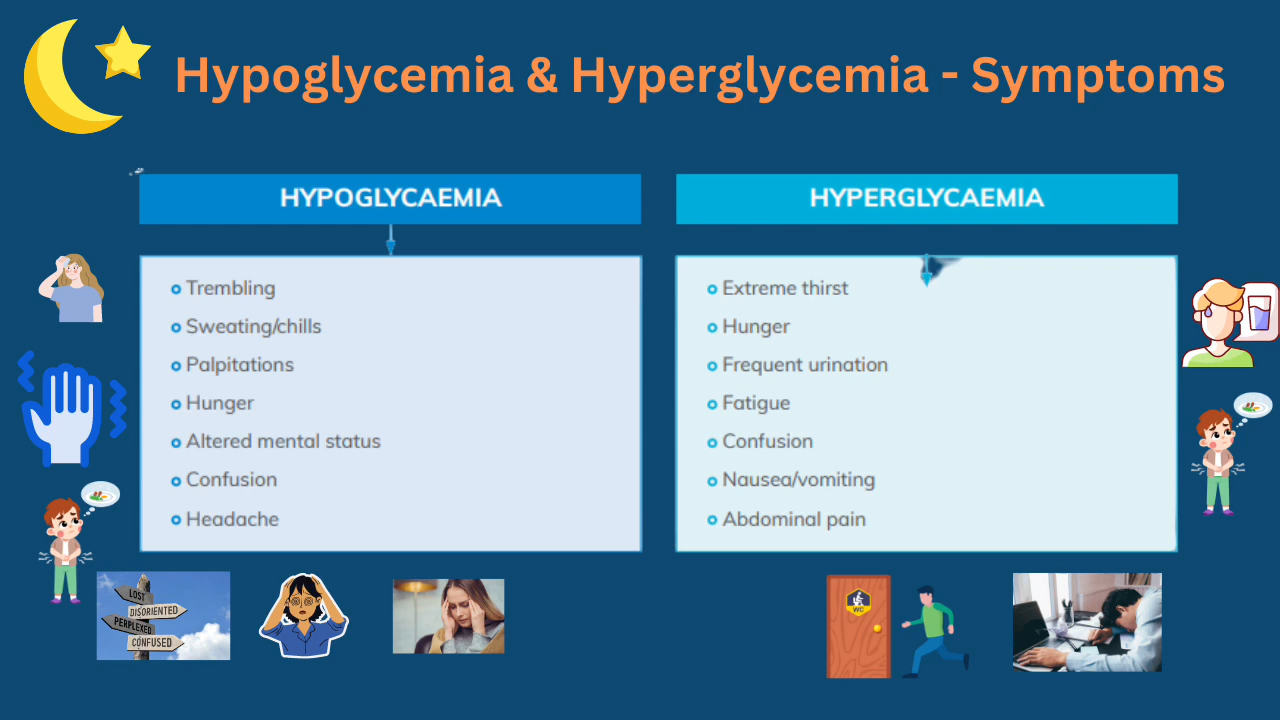 Hypoglycemia & Hyperglycemia - Symptoms
HYPOGLYCAEMIA
Trembling
Sweating/chills
Palpitations
Hunger
Altered mental status
Confusion
Headache
HYPERGLYCAEMIA
Extreme thirst
Hunger
Frequent urination
Fatigue
Confusion
Nausea/vomiting
Abdominal pain
LOST
DISORIENTED
PERPLEXED
CONFUSED
WC